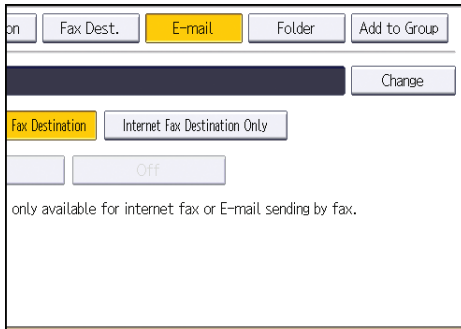 on Fax Dest. E-mail Folder Add to Group
Change
Fax Destination Internet Fax Destination Only
Off
only available for internet fax or E-mail sending by fax.